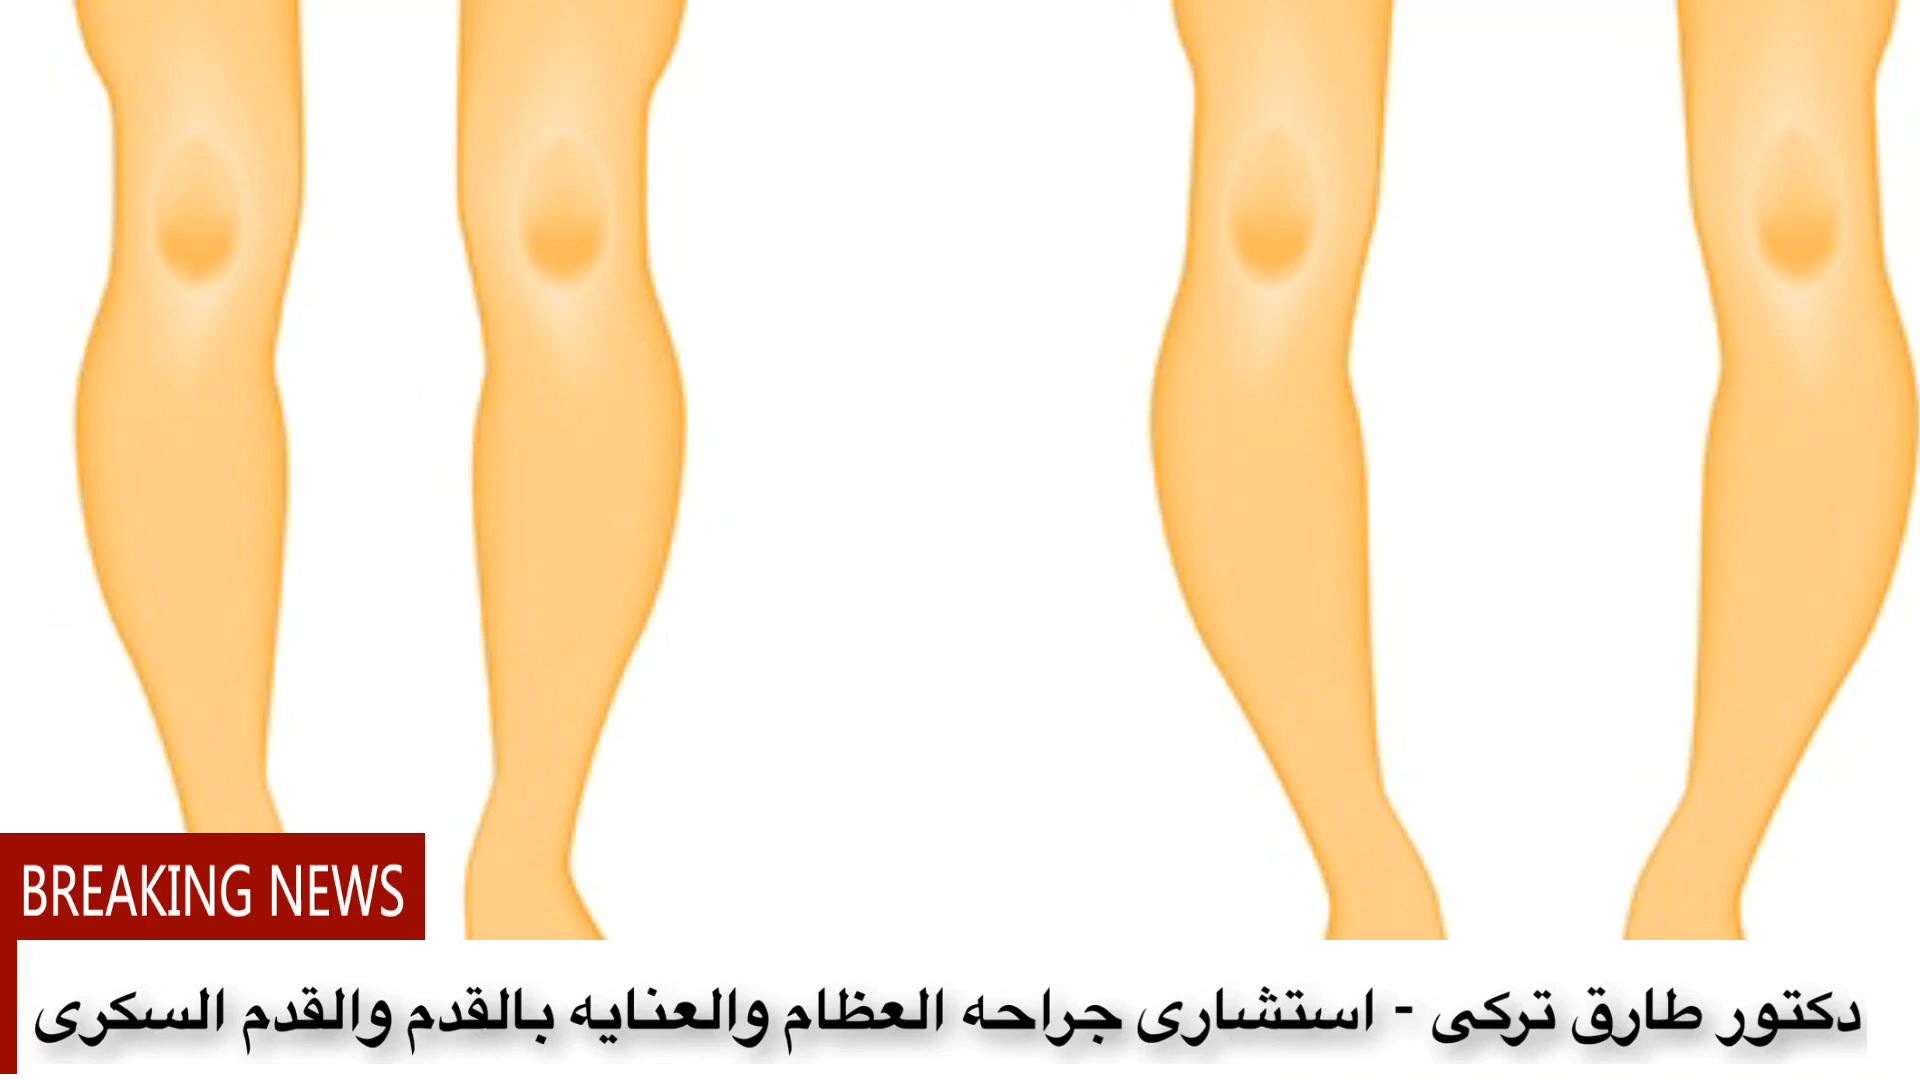 BREAKING NEWS
دكتور طارق تركى - استشارى جراحه العظام والعنايه بالقدم والقدم السكرى